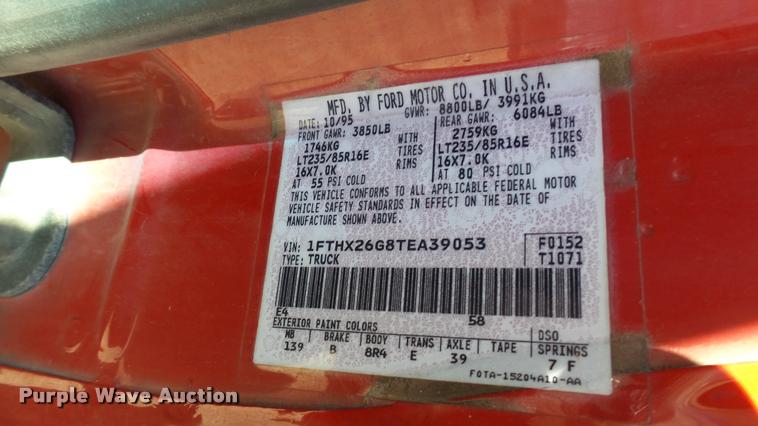 MFD. BY FORD MOTOR CO. IN U.S.A.
DATE: 10/95 GVWR: 8800LB/ 3991KG
FRONT GAWR: 3850LB REAR GAWR: 6084LB
1746KG WITH 2759KG WITH
LT235/85R16E TIRES LT235/85R16E TIRES
16X7.0K RIMS 16X7.0K RIMS
AT 55 PSI COLD AT 80 PSI COLD
THIS VEHICLE CONFORMS TO ALL APPLICABLE FEDERAL MOTOR
VEHICLE SAFETY STANDARDS IN EFFECT ON THE DATE OF
MANUFACTURE SHOWN ABOVE.
VIN: 1FTHX26G8TEA39053 F0152
TYPE: TRUCK T1071
E4 58
EXTERIOR PAINT COLORS DSO
WB BRAKE BODY TRANS AXLE TAPE SPRINGS
139 B 8R4 E 39 7 F
F0TA-15204A10-AA
Purple Wave Auction